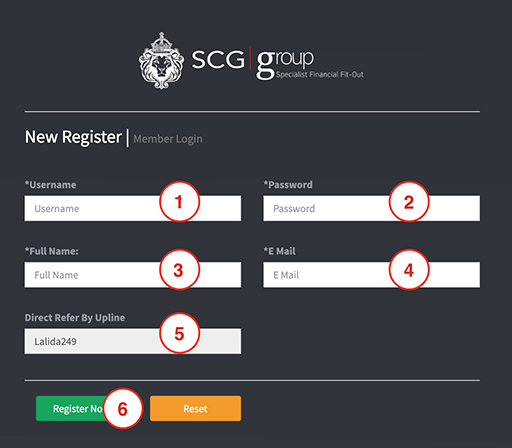 SCG group
Specialist Financial Fit-Out
New Register | Member Login
*Username *Password
Username 1 Password 2
*Full Name: *E Mail
Full Name 3 E Mail 4
Direct Refer By Upline
Lalida249 5
Register No 6 Reset